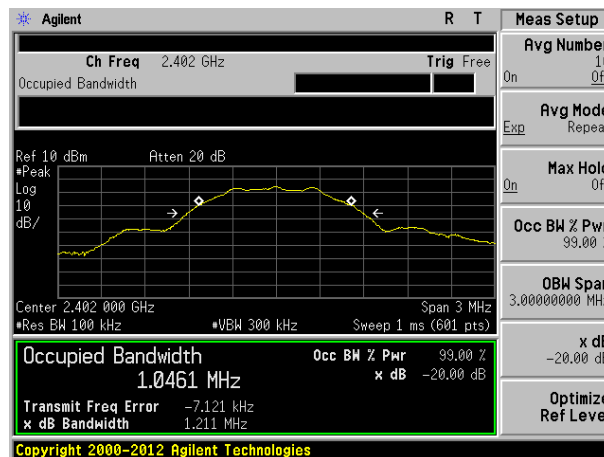 Agilent R T Meas Setup
Ch Freq 2.402 GHz Trig Free
Occupied Bandwidth
Ref 10 dBm Atten 20 dB
#Peak
Log
10
dB/
Center 2.402 000 GHz Span 3 MHz
#Res BW 100 kHz #VBW 300 kHz Sweep 1 ms (601 pts)
Occupied Bandwidth Occ BW % Pwr 99.00 %
1.0461 MHz x dB -20.00 dB
Transmit Freq Error -7.121 kHz
x dB Bandwidth 1.211 MHz
Copyright 2000-2012 Agilent Technologies
Avg Number
On
Avg Mode
Exp Repea
Max Hold
On
Occ BW % Pwr
99.00
OBW Span
3.00000000 MH
x dB
-20.00 dB
Optimize
Ref Level